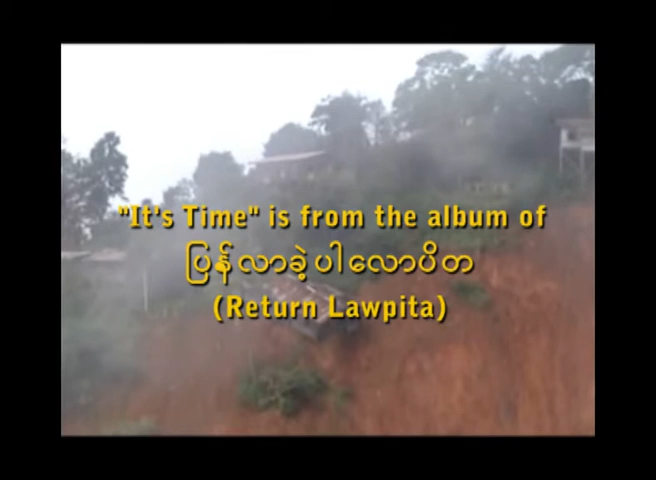 "It's Time" is from the album of
ပြန်လာခဲ့ပါလောပိတ
(Return Lawpita)